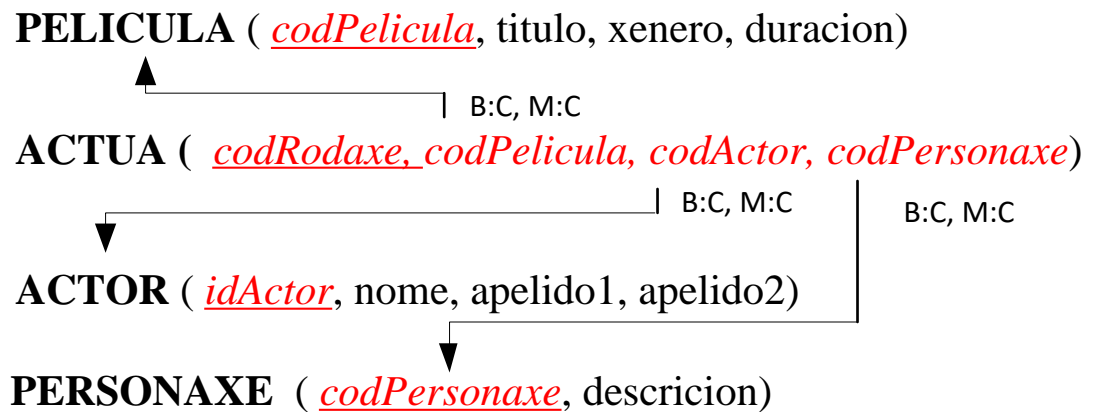 PELICULA ( codPelicula, titulo, xenero, duracion)
B:C, M:C
ACTUA ( codRodaxe, codPelicula, codActor, codPersonaxe)
B:C, M:C
B:C, M:C
ACTOR ( idActor, nome, apelido1, apelido2)
PERSONAXE ( codPersonaxe, descricion)